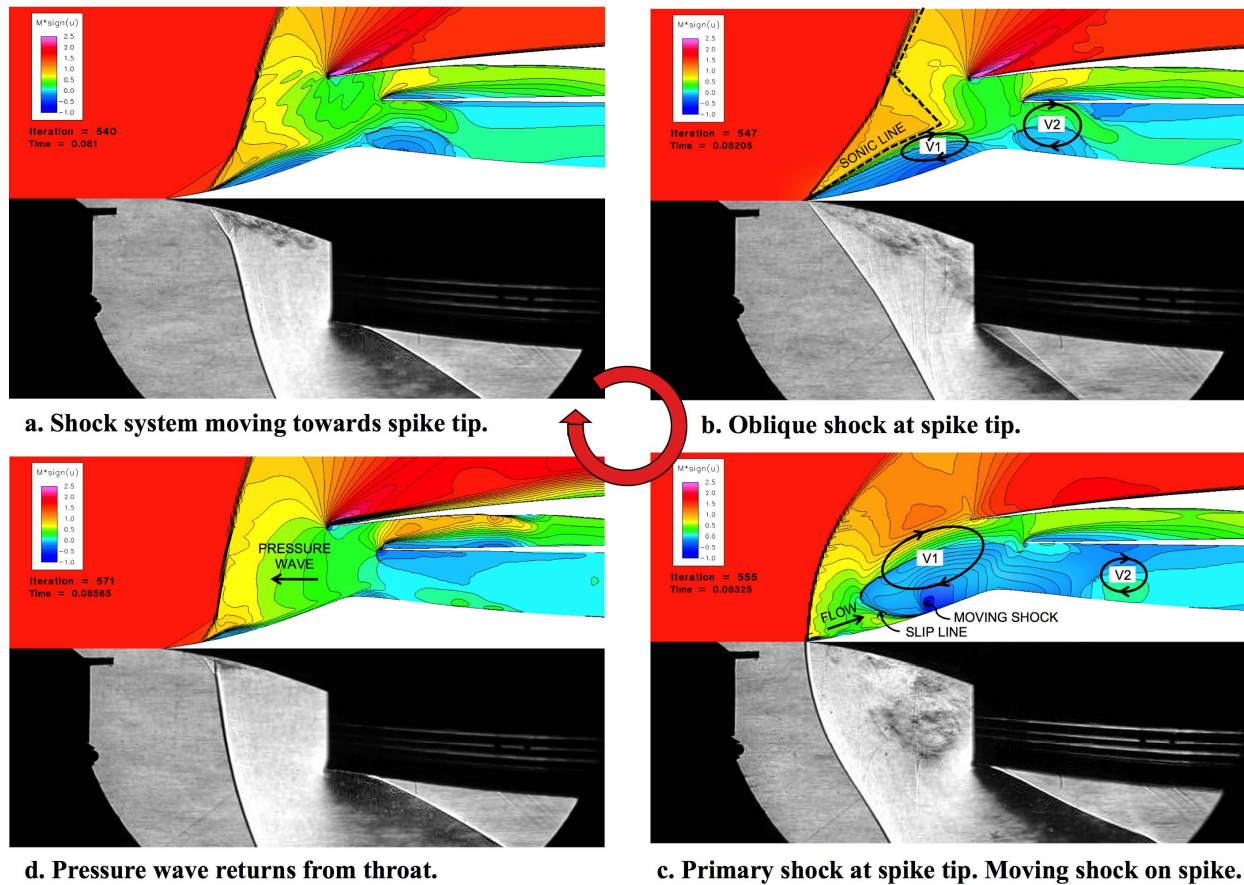 M*sign(u)
2.5
2.0
1.5
1.0
0.5
0.0
-0.5
-1.0
Iteration = 540
Time = 0.081
a. Shock system moving towards spike tip.
M*sign(u)
2.5
2.0
1.5
1.0
0.5
0.0
-0.5
-1.0
Iteration = 547
Time = 0.08205
SONIC LINE
V1
V2
b. Oblique shock at spike tip.
M*sign(u)
2.5
2.0
1.5
1.0
0.5
0.0
-0.5
-1.0
Iteration = 571
Time = 0.08565
PRESSURE
WAVE
d. Pressure wave returns from throat.
M*sign(u)
2.5
2.0
1.5
1.0
0.5
0.0
-0.5
-1.0
Iteration = 555
Time = 0.08325
V1
V2
FLOW
MOVING SHOCK
SLIP LINE
c. Primary shock at spike tip. Moving shock on spike.